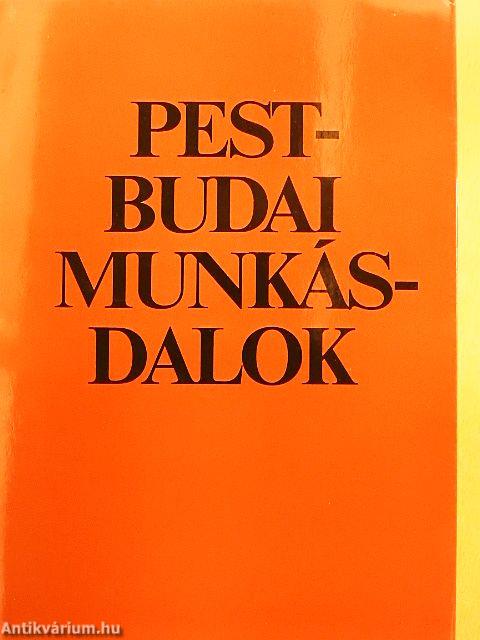 PEST-
BUDAI
MUNKÁS-
DALOK
Antikvárium.hu